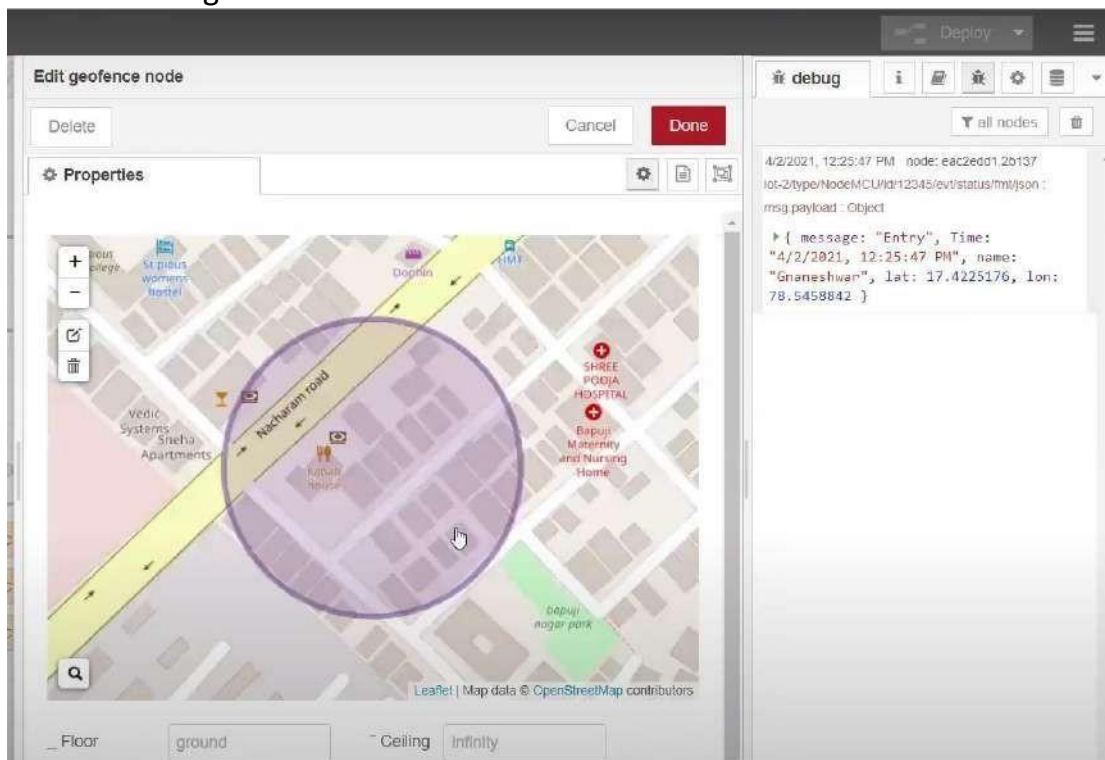 Deploy
Edit geofence node
Delete
Cancel
Done
Properties
debug
i
all nodes
4/2/2021, 12:25:47 PM node: eac2edd1.2b137
iot-2/type/NodeMCU/id/12345/evt/status/fmt/json :
msg.payload : Object
{ message: "Entry", Time:
"4/2/2021, 12:25:47 PM", name:
"Gnaneshwar", lat: 17.4225176, lon:
78.5458842 }
+
−
St pious
womens
Hostel
Dophin
HMT
SHREE
POOJA
HOSPITAL
Bapuji
Maternity
and Nursing
Home
Nacharam road
Vedic
Systems
Sneha
Apartments
House
bapuji
nagar park
Leaflet | Map data © OpenStreetMap contributors
Floor
ground
Ceiling
infinity